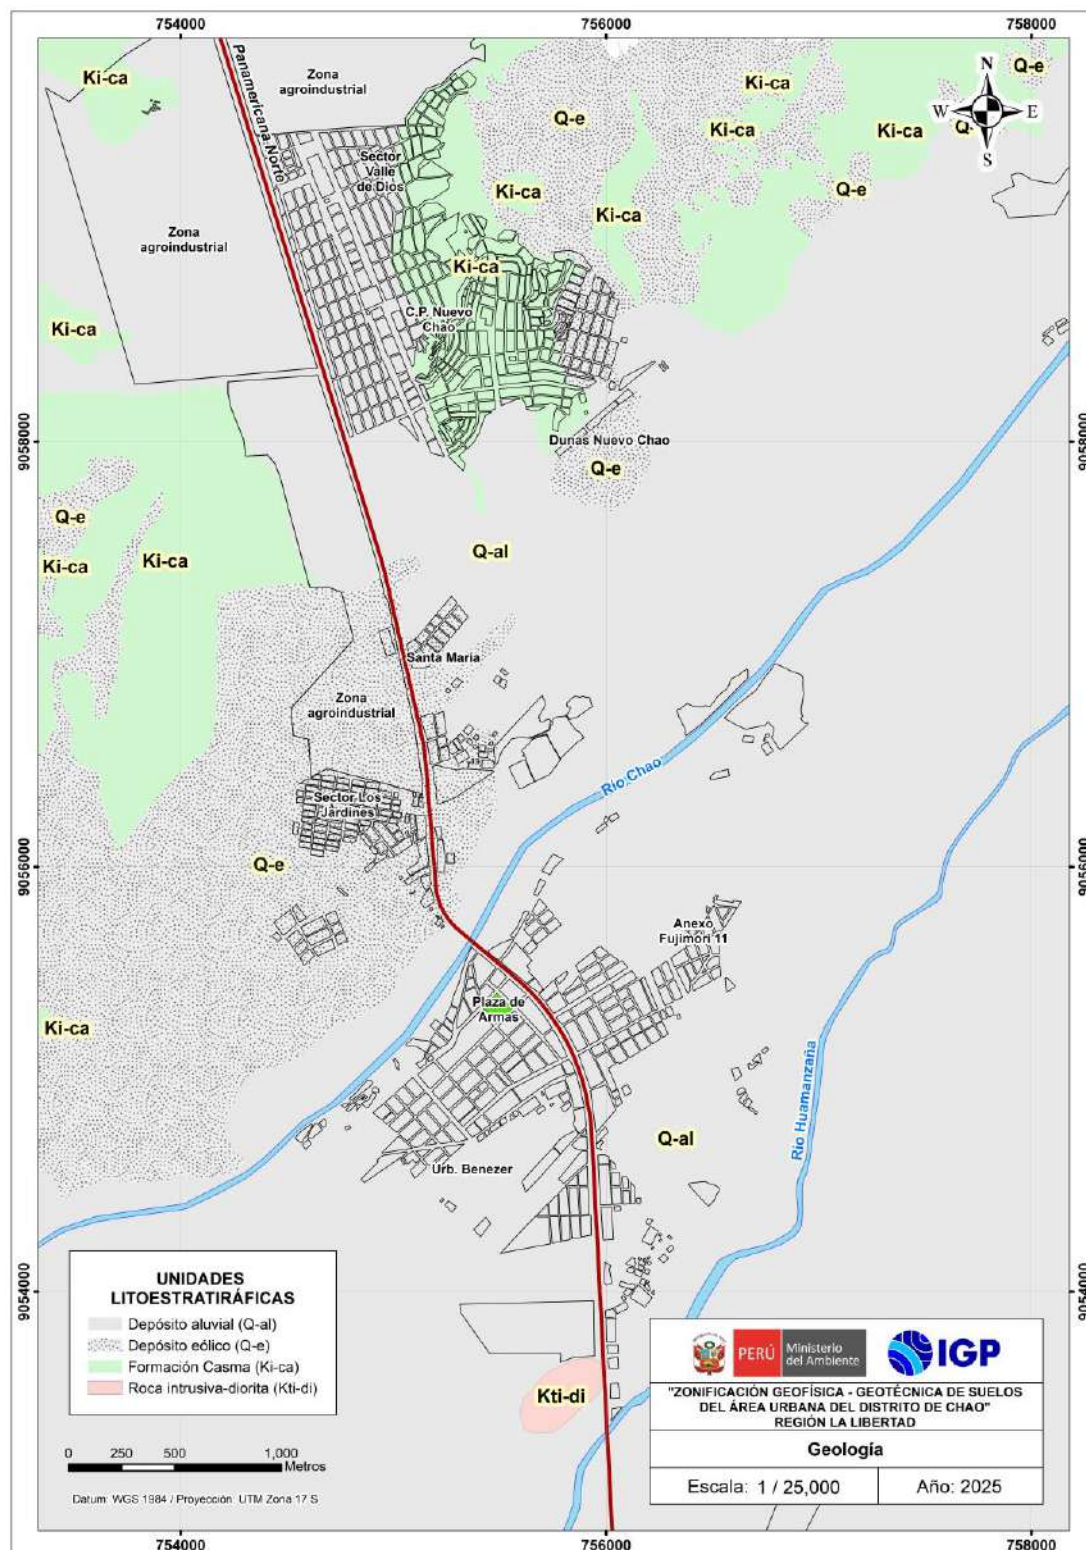 754000
756000
758000
Panamericana Norte
Zona
agroindustrial
Ki-ca
Q-e
Ki-ca
Q-e
N
W
E
S
Ki-ca
Ki-ca
Q-
Sector
Valle
de Dios
Ki-ca
Q-e
Zona
agroindustrial
Ki-ca
Ki-ca
C.P. Nuevo
Chao
Ki-ca
9058000
9058000
Dunas Nuevo Chao
Q-e
Q-e
Ki-ca
Ki-ca
Q-al
Santa Maria
Zona
agroindustrial
Río Chao
Sector Los
Jardines
Q-e
9056000
9056000
Anexo
Fujimori 11
Plaza de
Armas
Ki-ca
Río Huamanzaña
Q-al
Urb. Benezer
9054000
UNIDADES
LITOESTRATIRÁFICAS
Depósito aluvial (Q-al)
Depósito eólico (Q-e)
Formación Casma (Ki-ca)
Roca intrusiva-diorita (Kti-di)
Kti-di
0 250 500 1,000
Metros
Datum: WGS 1984 / Proyección: UTM Zona 17 S
9054000
PERÚ
Ministerio
del Ambiente
IGP
"ZONIFICACIÓN GEOFÍSICA - GEOTÉCNICA DE SUELOS
DEL ÁREA URBANA DEL DISTRITO DE CHAO"
REGIÓN LA LIBERTAD
Geología
Escala: 1 / 25,000
Año: 2025
754000
756000
758000